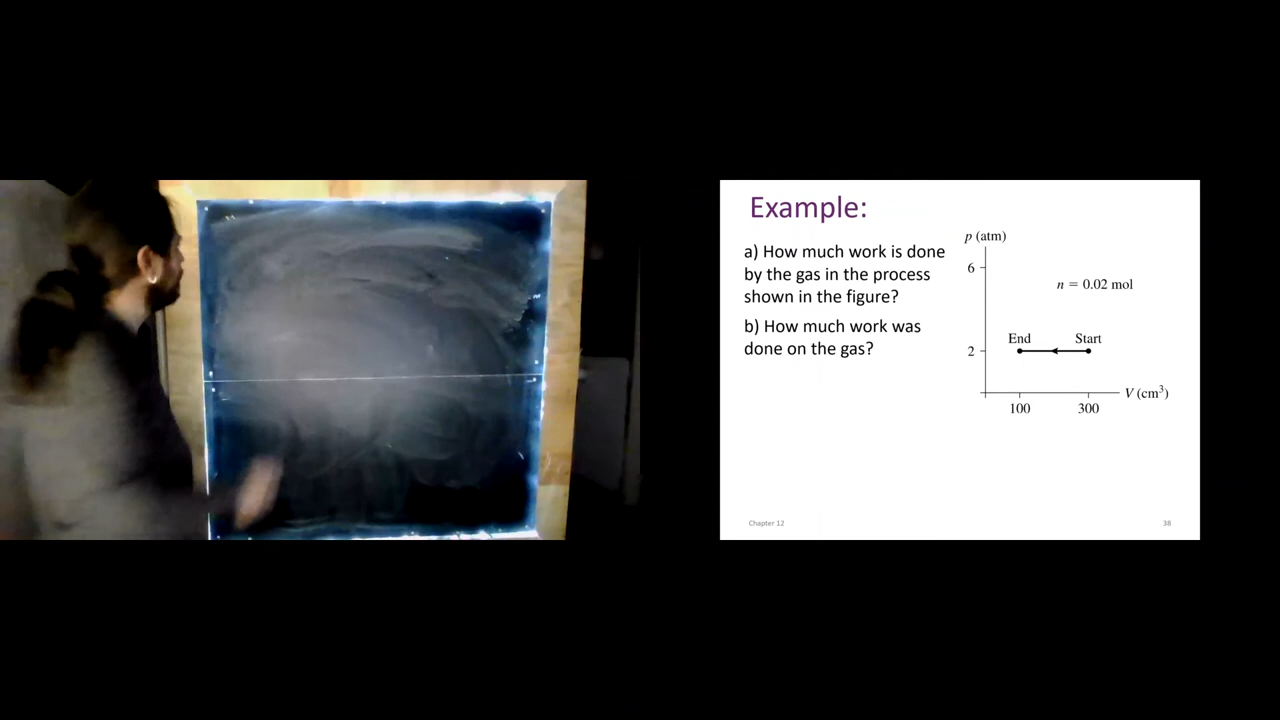 Example:
a) How much work is done
by the gas in the process
shown in the figure?
b) How much work was
done on the gas?
p (atm)
6
n = 0.02 mol
End
Start
2
V (cm³)
100
300
Chapter 12
38